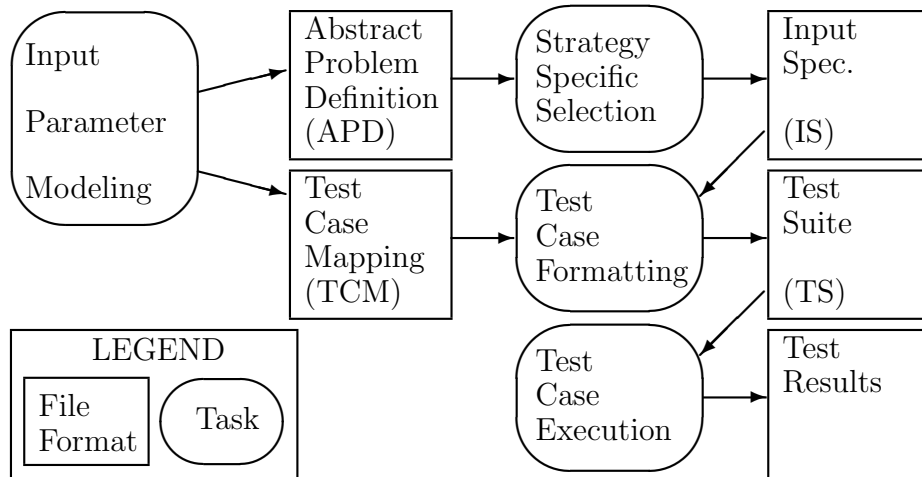 Input
Parameter
Modeling
Abstract
Problem
Definition
(APD)
Strategy
Specific
Selection
Input
Spec.
(IS)
Test
Case
Mapping
(TCM)
Test
Case
Formatting
Test
Suite
(TS)
LEGEND
File
Format
Task
Test
Case
Execution
Test
Results